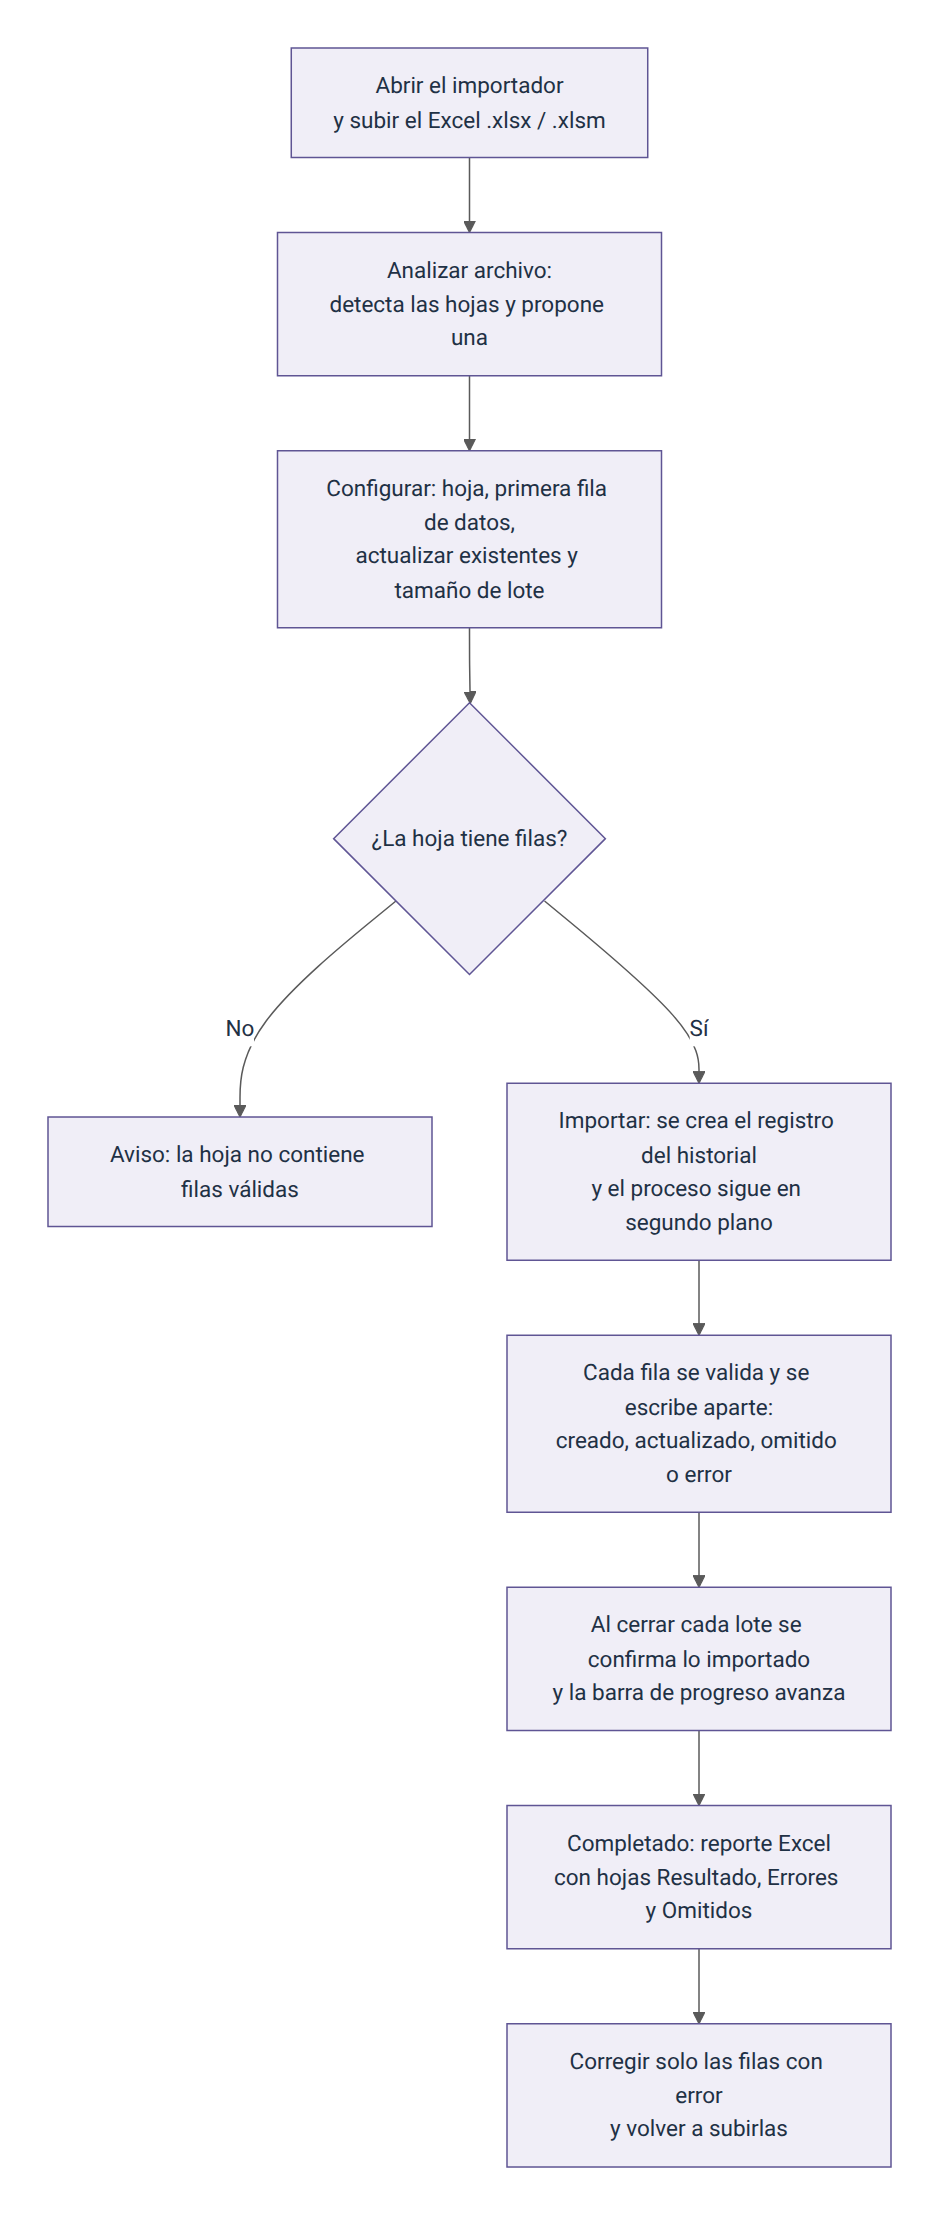 Abrir el importador
y subir el Excel .xlsx / .xlsm
Analizar archivo:
detecta las hojas y propone
una
Configurar: hoja, primera fila
de datos,
actualizar existentes y
tamaño de lote
¿La hoja tiene filas?
No
Sí
Aviso: la hoja no contiene
filas válidas
Importar: se crea el registro
del historial
y el proceso sigue en
segundo plano
Cada fila se valida y se
escribe aparte:
creado, actualizado, omitido
o error
Al cerrar cada lote se
confirma lo importado
y la barra de progreso avanza
Completado: reporte Excel
con hojas Resultado, Errores
y Omitidos
Corregir solo las filas con
error
y volver a subirlas